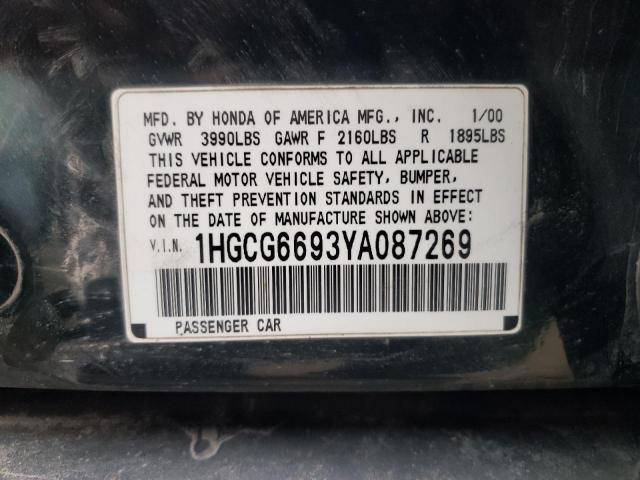 MFD. BY HONDA OF AMERICA MFG., INC. 1/00
GVWR 3990LBS GAWR F 2160LBS R 1895LBS
THIS VEHICLE CONFORMS TO ALL APPLICABLE
FEDERAL MOTOR VEHICLE SAFETY, BUMPER,
AND THEFT PREVENTION STANDARDS IN EFFECT
ON THE DATE OF MANUFACTURE SHOWN ABOVE:
V.I.N. 1HGCG6693YA087269
PASSENGER CAR